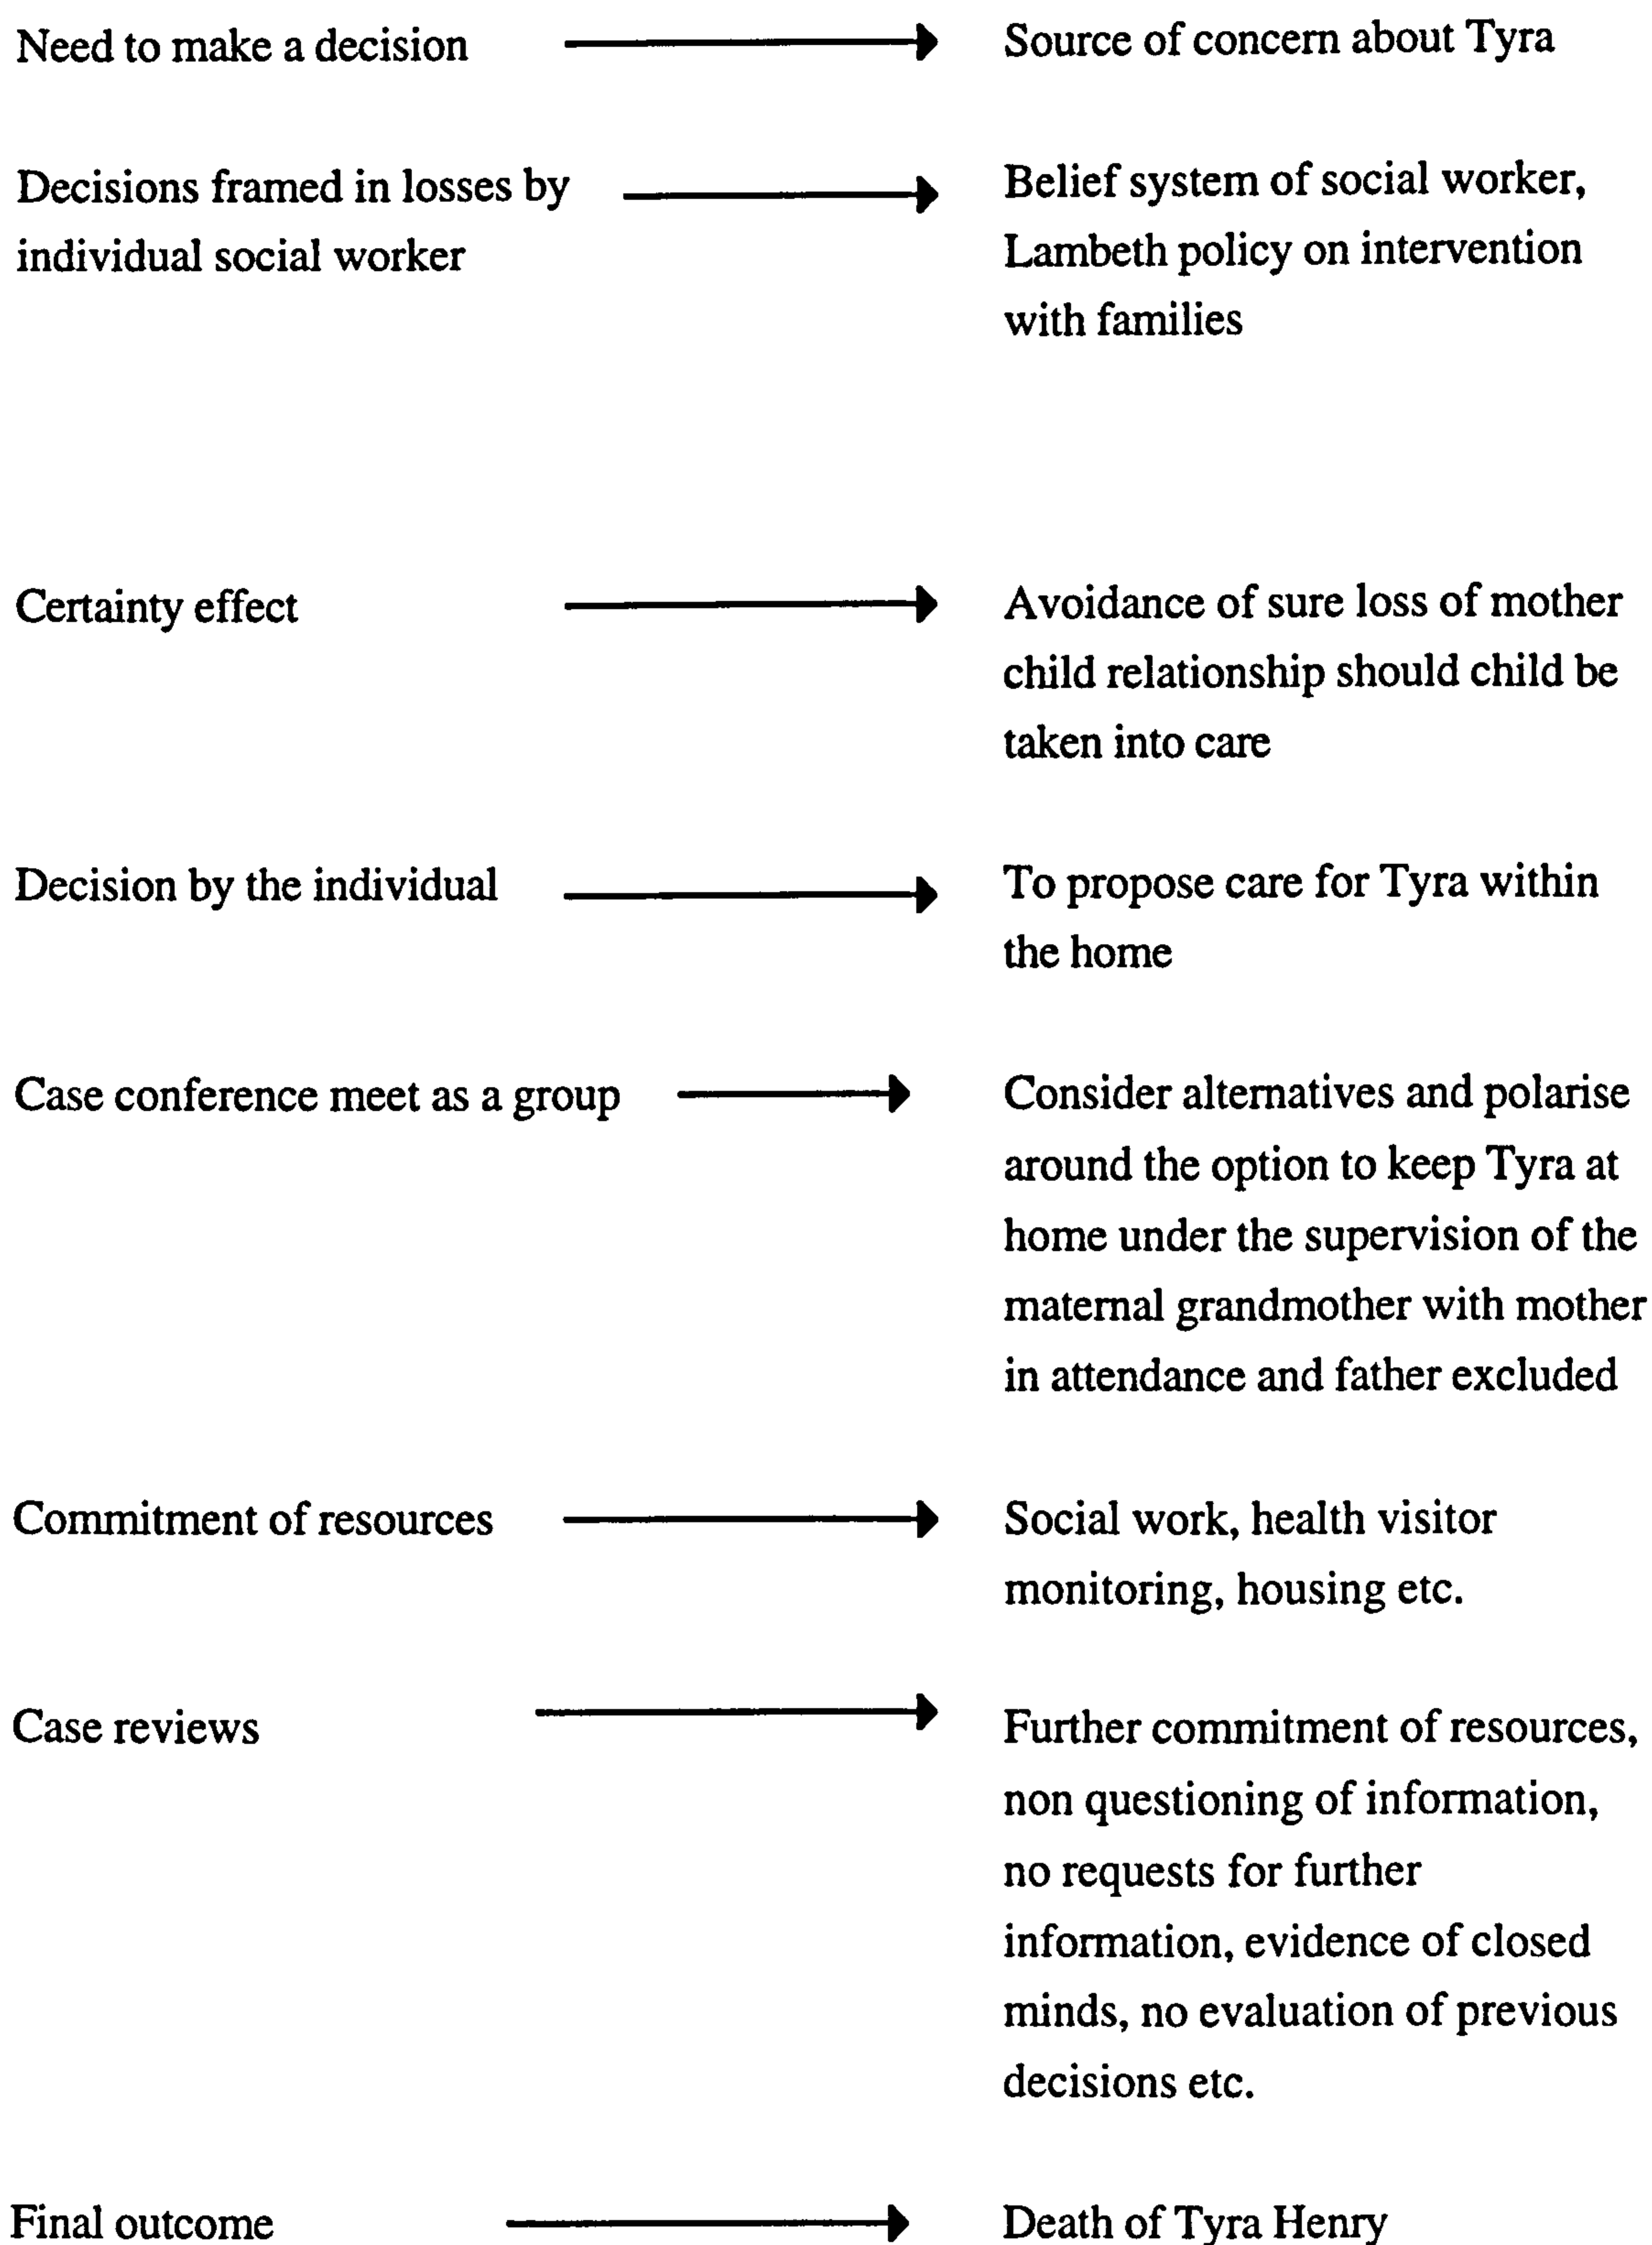 Need to make a decision
Source of concern about Tyra
Decisions framed in losses by
individual social worker
Belief system of social worker,
Lambeth policy on intervention
with families
Certainty effect
Avoidance of sure loss of mother
child relationship should child be
taken into care
Decision by the individual
To propose care for Tyra within
the home
Case conference meet as a group
Consider alternatives and polarise
around the option to keep Tyra at
home under the supervision of the
maternal grandmother with mother
in attendance and father excluded
Commitment of resources
Social work, health visitor
monitoring, housing etc.
Case reviews
Further commitment of resources,
non questioning of information,
no requests for further
information, evidence of closed
minds, no evaluation of previous
decisions etc.
Final outcome
Death of Tyra Henry